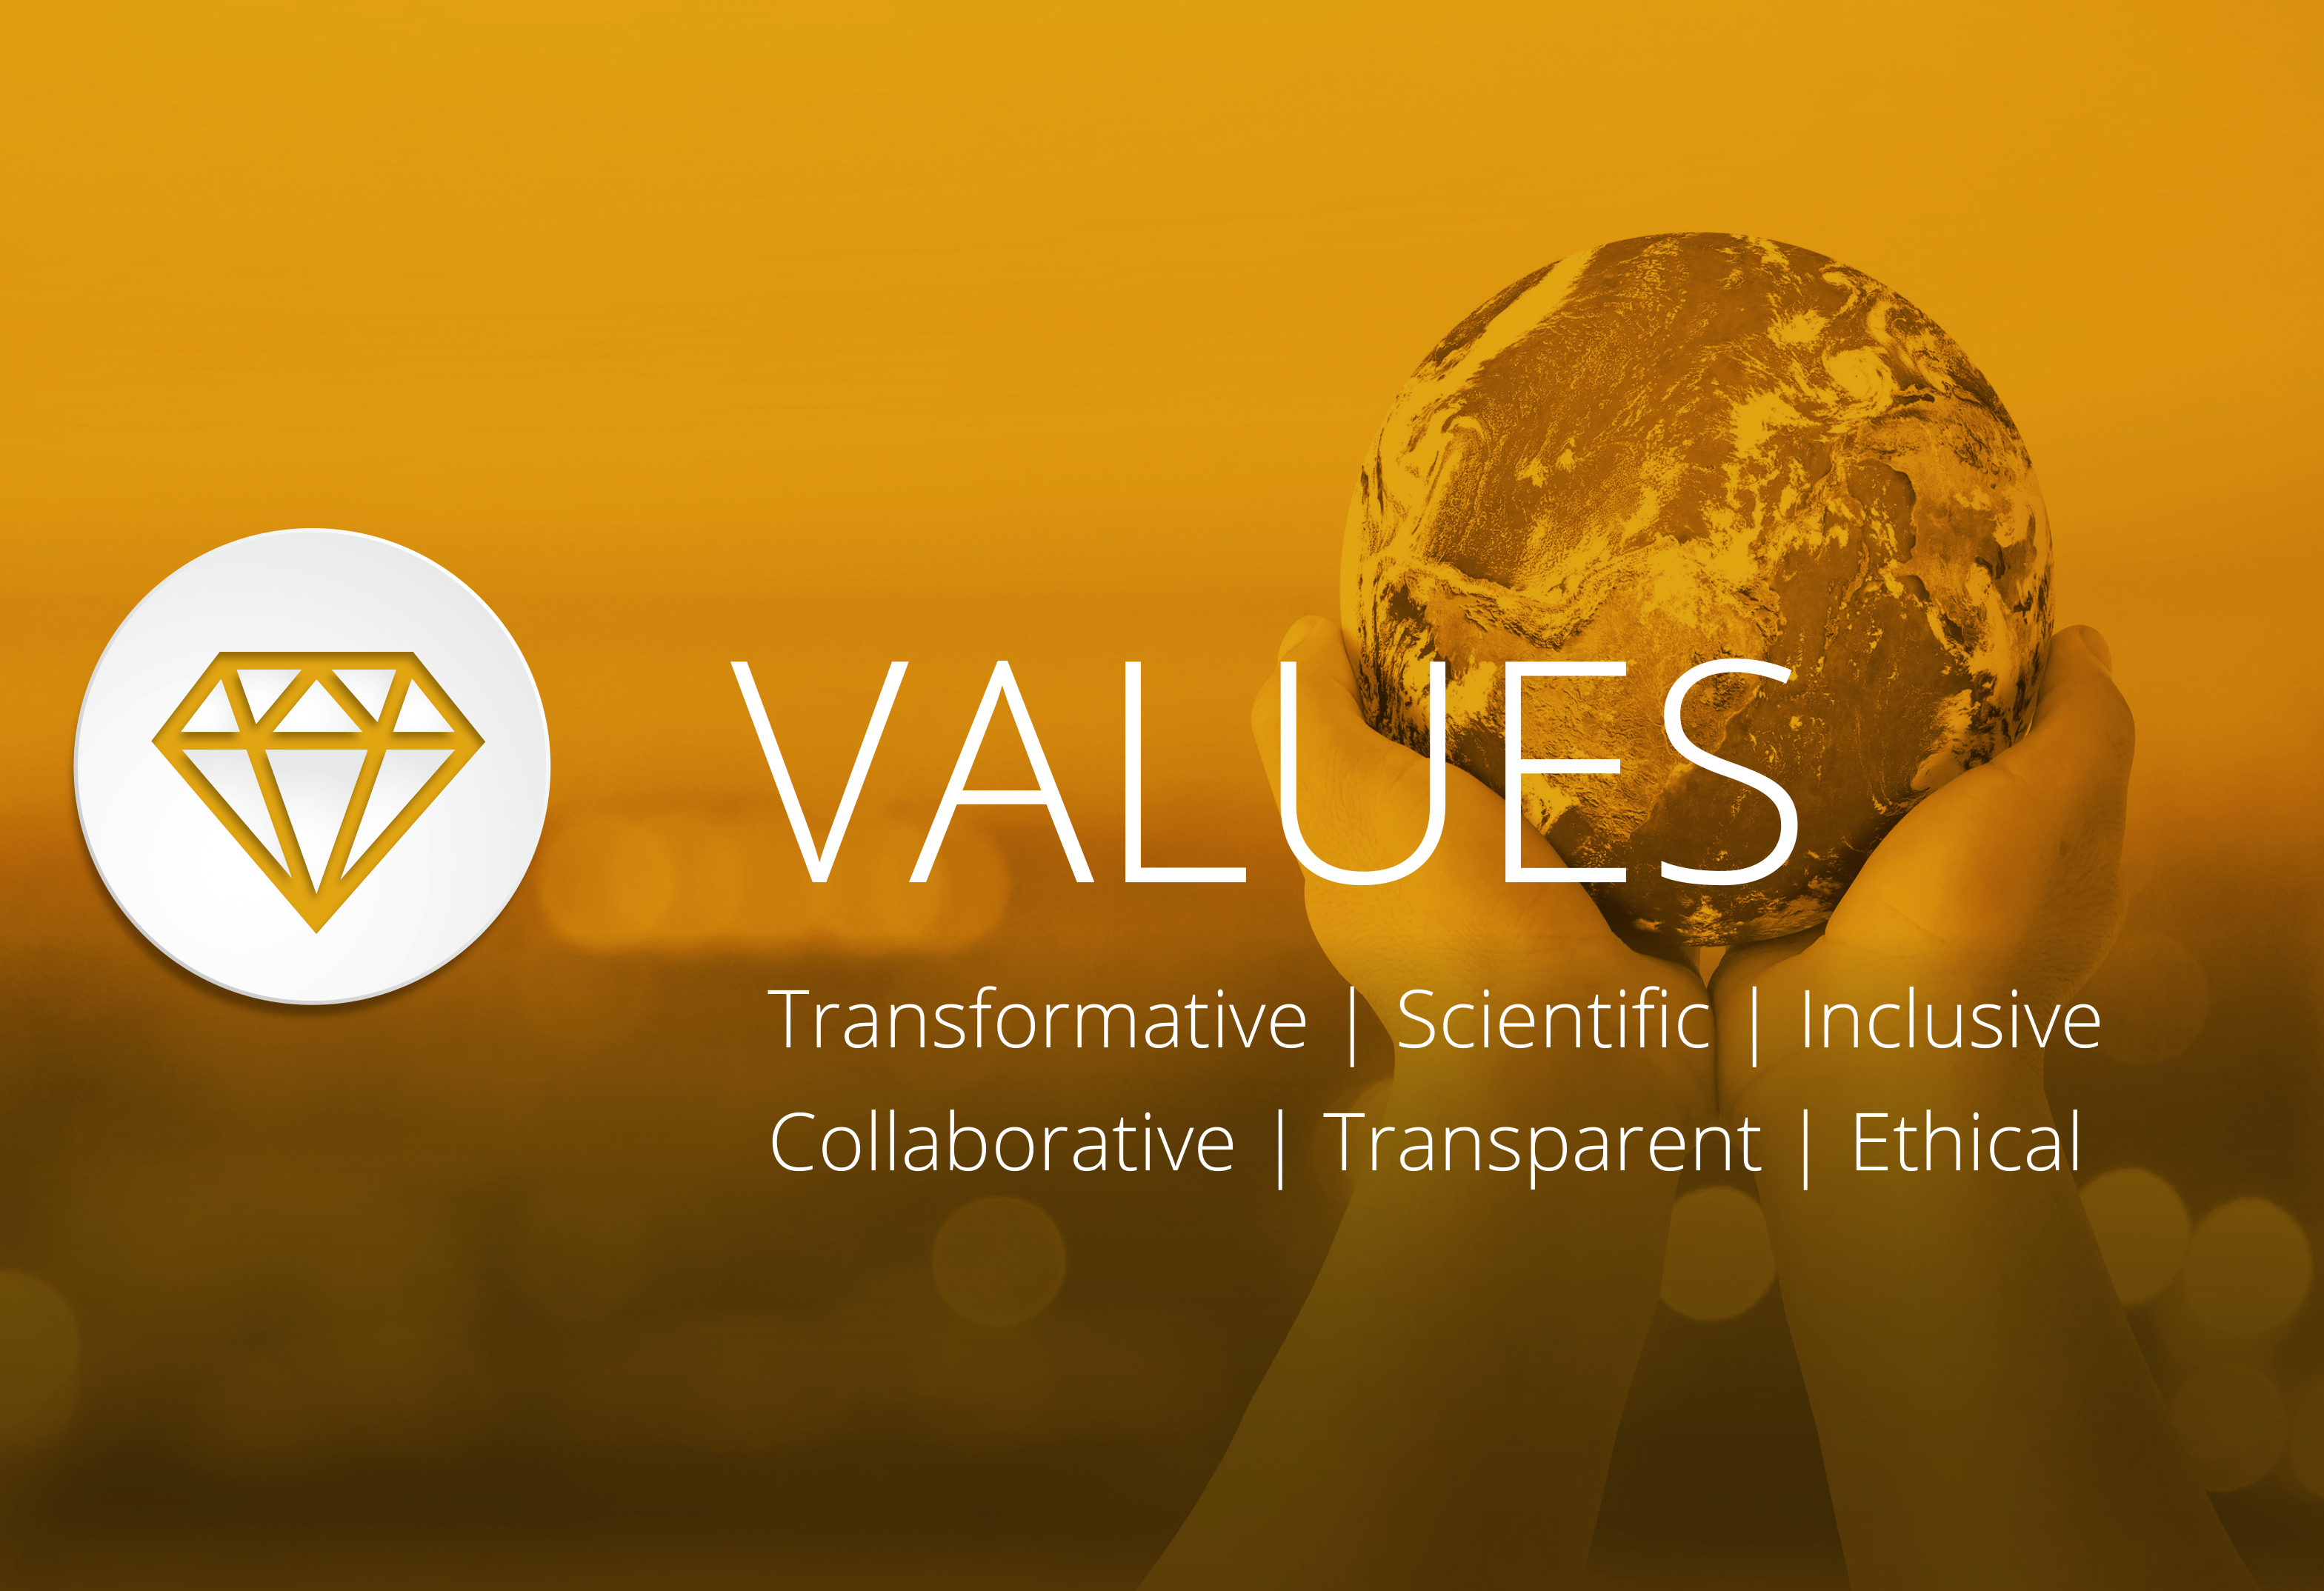 VALUES
Transformative | Scientific | Inclusive
Collaborative | Transparent | Ethical